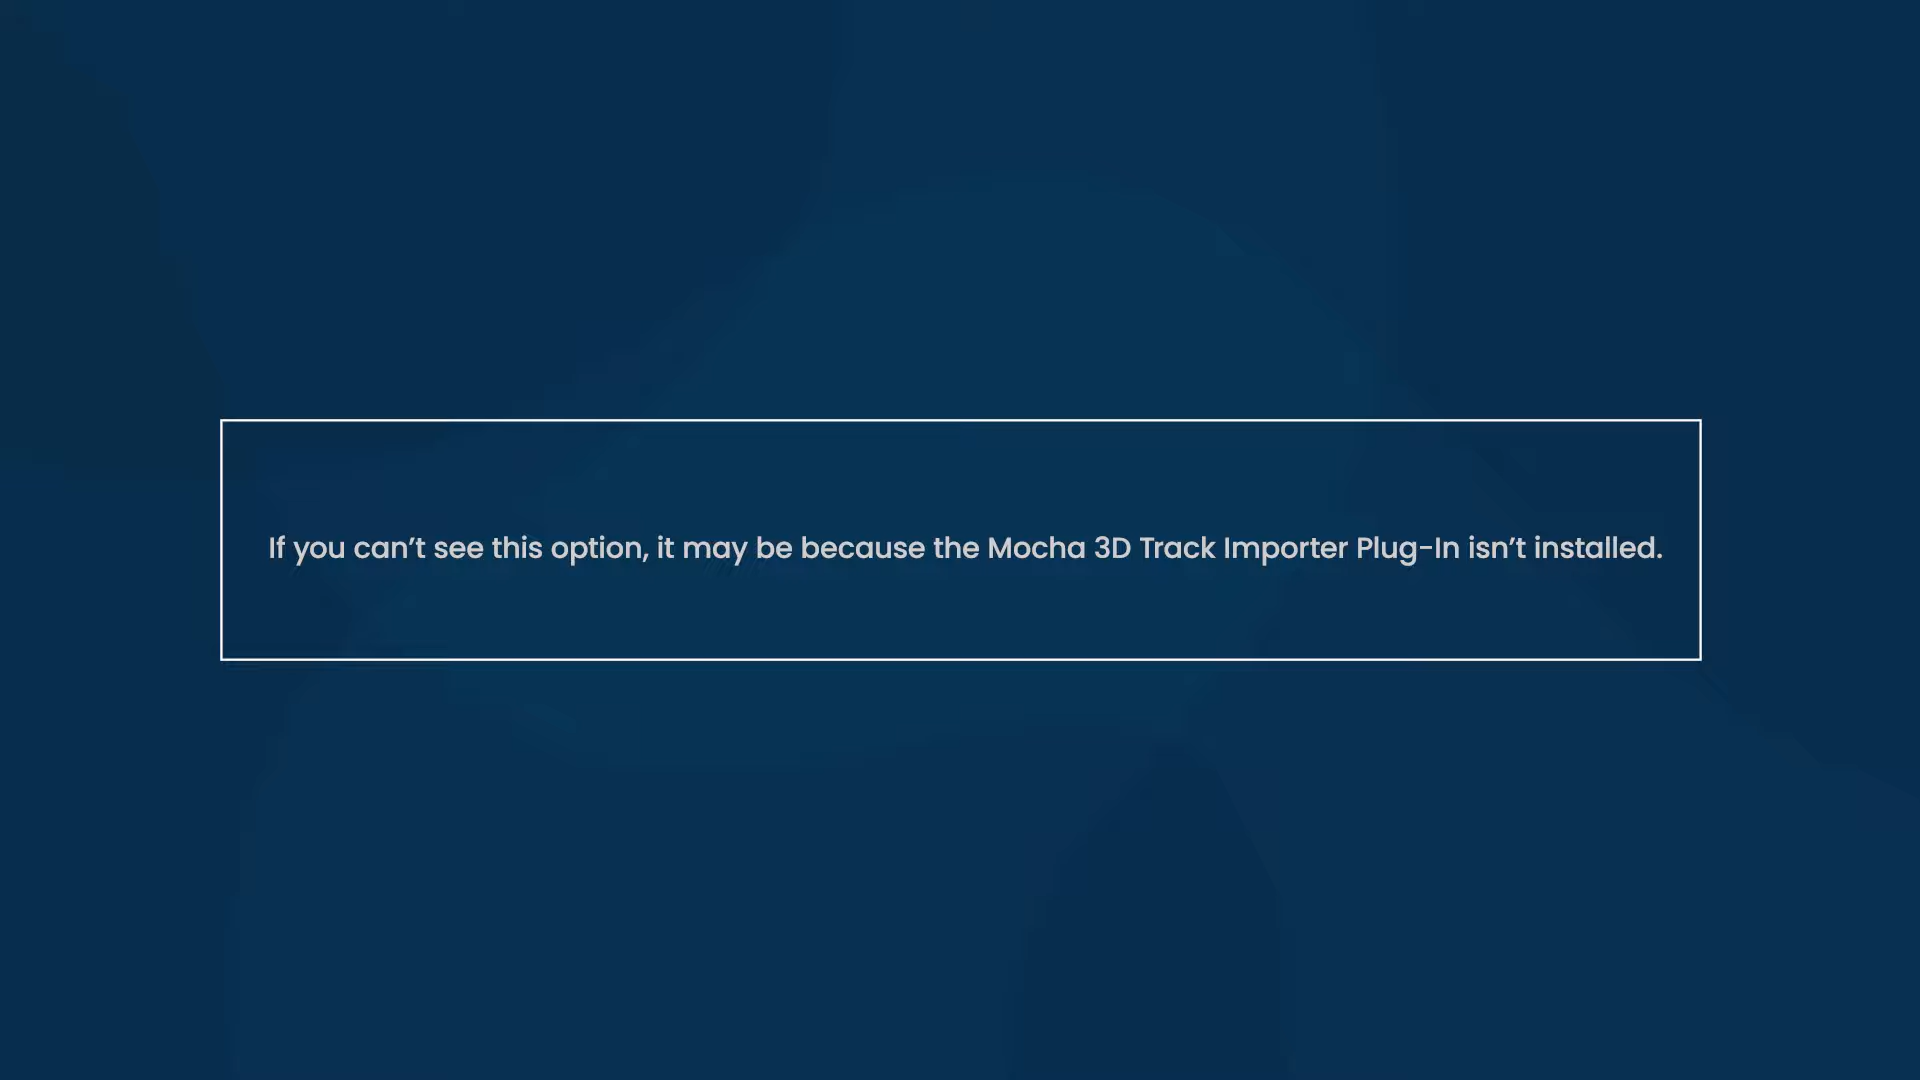 If you can’t see this option, it may be because the Mocha 3D Track Importer Plug-In isn’t installed.